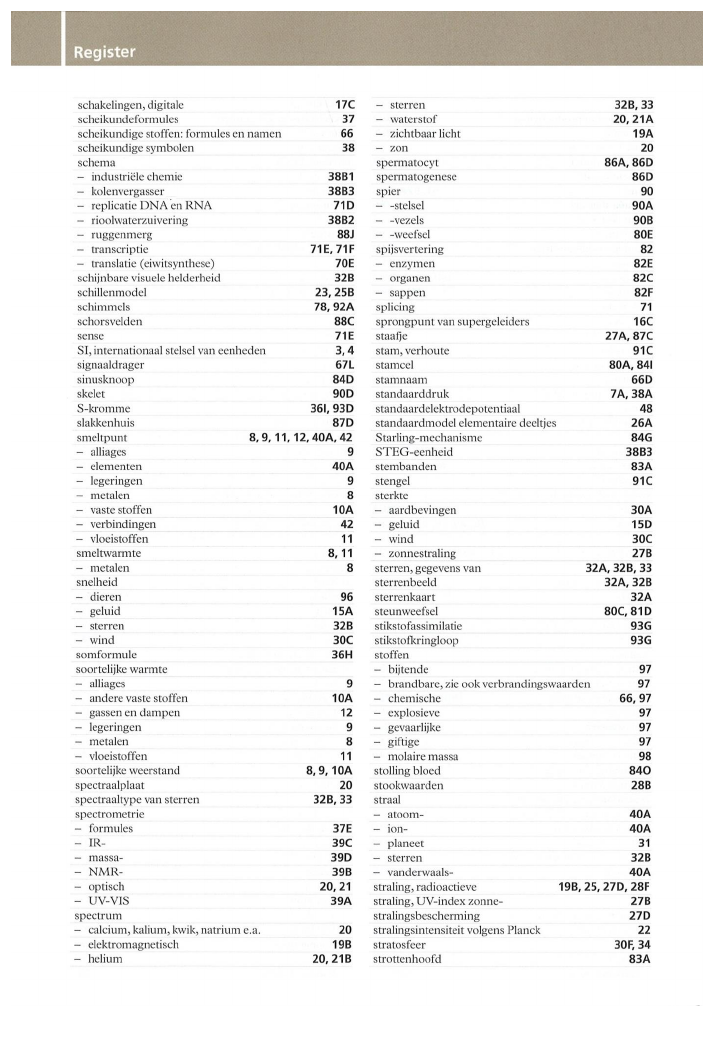 Register
schakelingen, digitale 17C
scheikundeformules 37
scheikundige stoffen: formules en namen 66
scheikundige symbolen 38
schema
– industriële chemie 38B1
– kolenvergasser 38B3
– replicatie DNA en RNA 71D
– rioolwaterzuivering 38B2
– ruggenmerg 88J
– transcriptie 71E, 71F
– translatie (eiwitsynthese) 70E
schijnbare visuele helderheid 32B
schillenmodel 23, 25B
schimmels 78, 92A
schorsvelden 88C
sense 71E
SI, internationaal stelsel van eenheden 3, 4
signaaldrager 67L
sinusknoop 84D
skelet 90D
S-kromme 36I, 93D
slakkenhuis 87D
smeltpunt 8, 9, 11, 12, 40A, 42
– alliages 9
– elementen 40A
– legeringen 9
– metalen 8
– vaste stoffen 10A
– verbindingen 42
– vloeistoffen 11
smeltwarmte 8, 11
– metalen 8
snelheid
– dieren 96
– geluid 15A
– sterren 32B
– wind 30C
somformule 36H
soortelijke warmte
– alliages 9
– andere vaste stoffen 10A
– gassen en dampen 12
– legeringen 9
– metalen 8
– vloeistoffen 11
soortelijke weerstand 8, 9, 10A
spectraalplaat 20
spectraaltype van sterren 32B, 33
spectrometrie
– formules 37E
– IR- 39C
– massa- 39D
– NMR- 39B
– optisch 20, 21
– UV-VIS 39A
spectrum
– calcium, kalium, kwik, natrium e.a. 20
– elektromagnetisch 19B
– helium 20, 21B
– sterren 32B, 33
– waterstof 20, 21A
– zichtbaar licht 19A
– zon 20
spermatocyt 86A, 86D
spermatogenese 86D
spier 90
– -stelsel 90A
– -vezels 90B
– -weefsel 80E
spijsvertering 82
– enzymen 82E
– organen 82C
– sappen 82F
splicing 71
sprongpunt van supergeleiders 16C
staafje 27A, 87C
stam, verhoute 91C
stamcel 80A, 84I
stamnaam 66D
standaarddruk 7A, 38A
standaardelektrodepotentiaal 48
standaardmodel elementaire deeltjes 26A
Starling-mechanisme 84G
STEG-eenheid 38B3
stembanden 83A
stengel 91C
sterkte
– aardbevingen 30A
– geluid 15D
– wind 30C
– zonnestraling 27B
sterren, gegevens van 32A, 32B, 33
sterrenbeeld 32A, 32B
sterrenkaart 32A
steunweefsel 80C, 81D
stikstofassimilatie 93G
stikstofkringloop 93G
stoffen
– bijtende 97
– brandbare, zie ook verbrandingswaarden 97
– chemische 66, 97
– explosieve 97
– gevaarlijke 97
– giftige 97
– molaire massa 98
stolling bloed 84O
stookwaarden 28B
straal
– atoom- 40A
– ion- 40A
– planeet 31
– sterren 32B
– vanderwaals- 40A
straling, radioactieve 19B, 25, 27D, 28F
straling, UV-index zonne- 27B
stralingsbescherming 27D
stralingsintensiteit volgens Planck 22
stratosfeer 30F, 34
strottenhoofd 83A